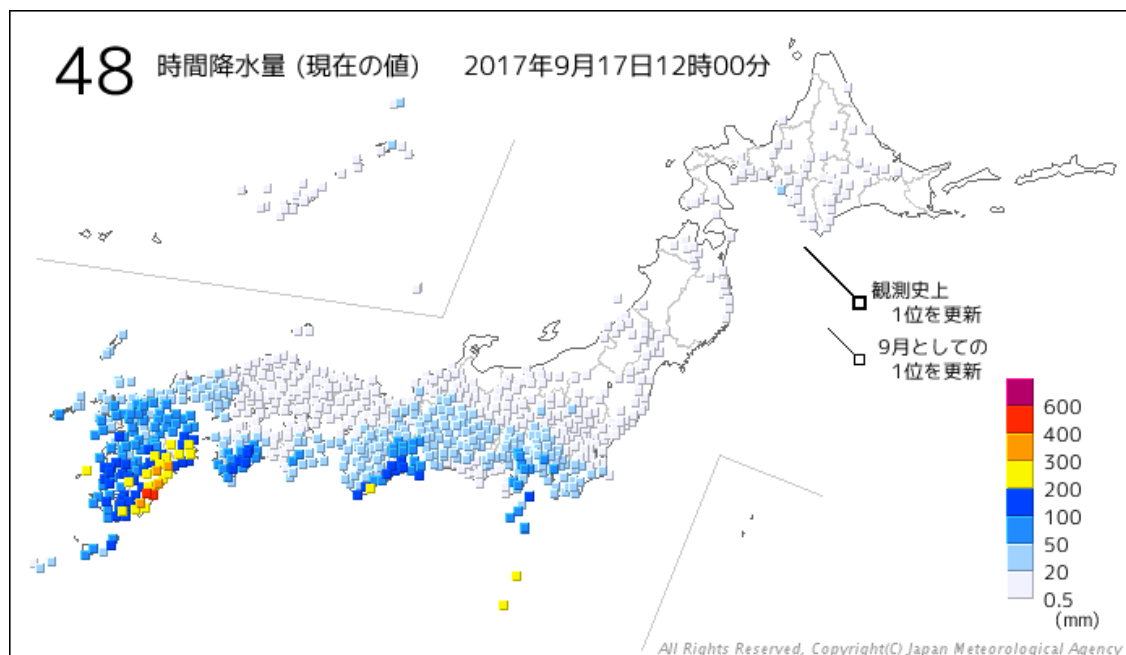 48 時間降水量 (現在の値) 2017年9月17日12時00分
観測史上
1位を更新
9月としての
1位を更新
600
400
300
200
100
50
20
0.5
(mm)
All Rights Reserved, Copyright(C) Japan Meteorological Agency